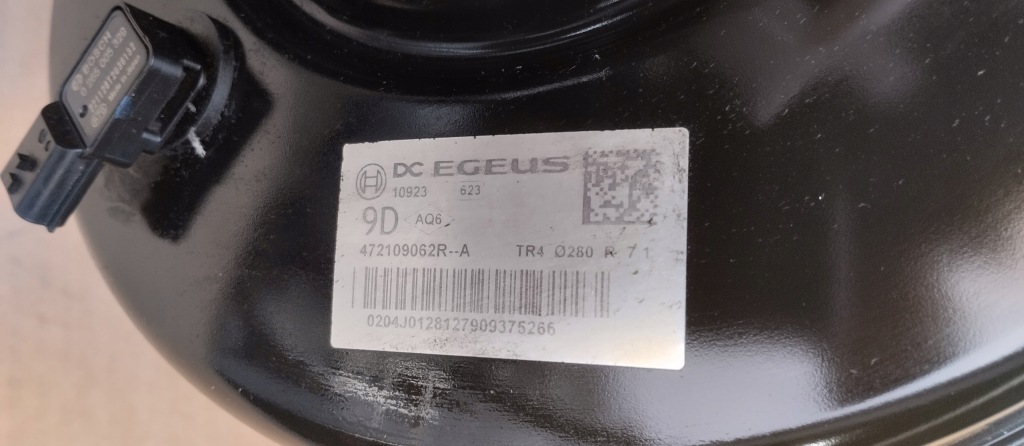 BOSCH
DC EGEUS
10923 623
9D AQ6
472109062R--A TR4 Ø280 R 71
0204J0128127909375266